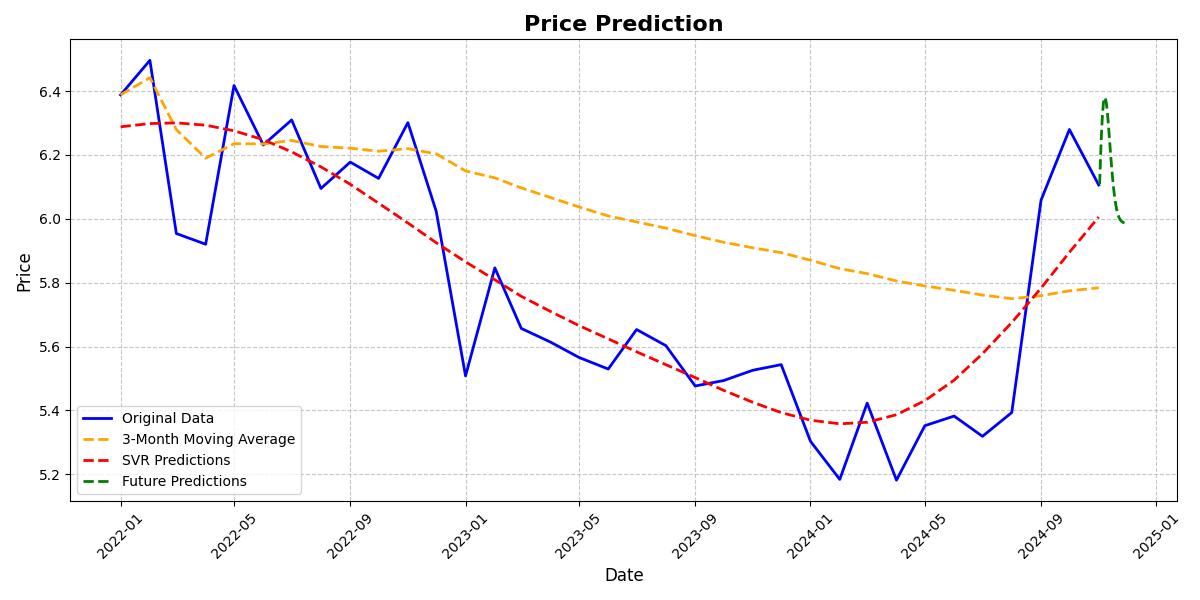 Price Prediction
Price
6.4
6.2
6.0
5.8
5.6
5.4
5.2
Original Data
3-Month Moving Average
SVR Predictions
Future Predictions
2022-01
2022-05
2022-09
2023-01
2023-05
2023-09
2024-01
2024-05
2024-09
2025-01
Date